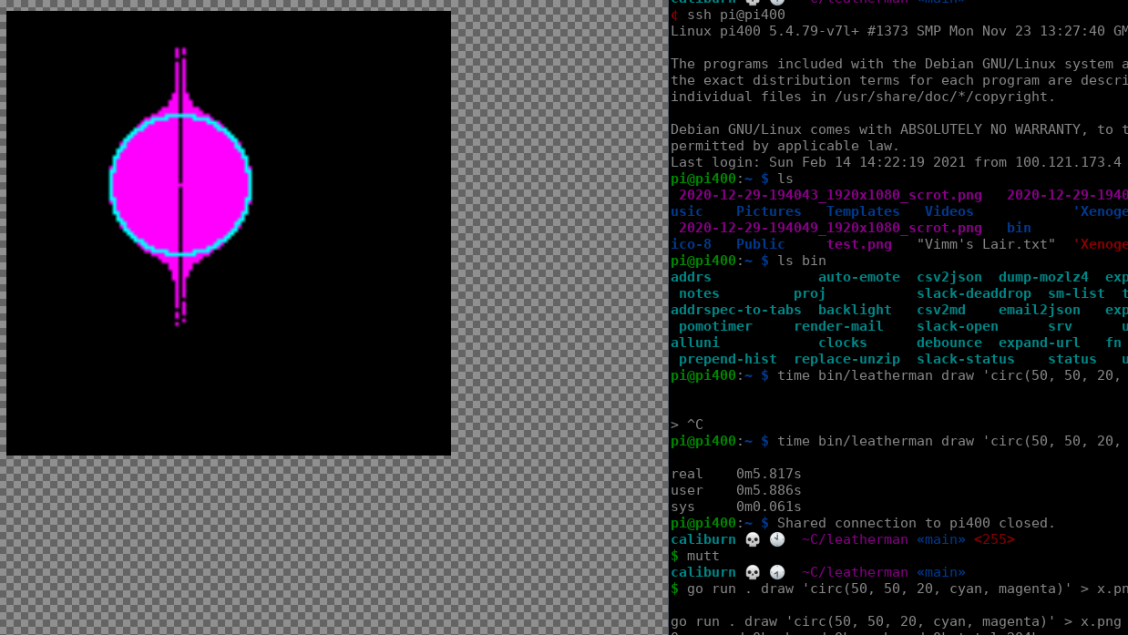 caliburn 💀 🕘 ~C/leatherman «main»
¢ ssh pi@pi400
Linux pi400 5.4.79-v7l+ #1373 SMP Mon Nov 23 13:27:40 GM
The programs included with the Debian GNU/Linux system a
the exact distribution terms for each program are descri
individual files in /usr/share/doc/*/copyright.
Debian GNU/Linux comes with ABSOLUTELY NO WARRANTY, to t
permitted by applicable law.
Last login: Sun Feb 14 14:22:19 2021 from 100.121.173.4
pi@pi400:~ $ ls
2020-12-29-194043_1920x1080_scrot.png 2020-12-29-1940
usic Pictures Templates Videos 'Xenoge
2020-12-29-194049_1920x1080_scrot.png bin
ico-8 Public test.png "Vimm's Lair.txt" 'Xenoge
pi@pi400:~ $ ls bin
addrs auto-emote csv2json dump-mozlz4 exp
notes proj slack-deaddrop sm-list t
addrspec-to-tabs backlight csv2md email2json exp
pomotimer render-mail slack-open srv u
alluni clocks debounce expand-url fn
prepend-hist replace-unzip slack-status status u
pi@pi400:~ $ time bin/leatherman draw 'circ(50, 50, 20,
> ^C
pi@pi400:~ $ time bin/leatherman draw 'circ(50, 50, 20,
real 0m5.817s
user 0m5.886s
sys 0m0.061s
pi@pi400:~ $ Shared connection to pi400 closed.
caliburn 💀 🕙 ~C/leatherman «main» <255>
$ mutt
caliburn 💀 🕢 ~C/leatherman «main»
$ go run . draw 'circ(50, 50, 20, cyan, magenta)' > x.pn
go run . draw 'circ(50, 50, 20, cyan, magenta)' > x.png